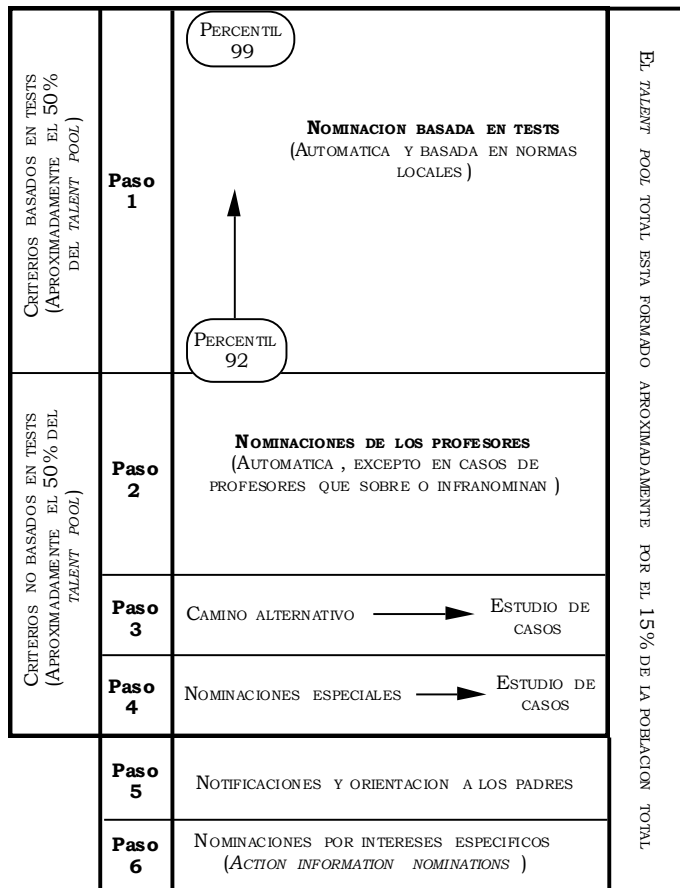 CRITERIOS BASADOS EN TESTS
(APROXIMADAMENTE EL 50%
DEL TALENT POOL)
Paso
1
PERCENTIL
99
NOMINACION BASADA EN TESTS
(AUTOMATICA Y BASADA EN NORMAS
LOCALES)
PERCENTIL
92
CRITERIOS NO BASADOS EN TESTS
(APROXIMADAMENTE EL 50% DEL
TALENT POOL)
Paso
2
NOMINACIONES DE LOS PROFESORES
(AUTOMATICA , EXCEPTO EN CASOS DE
PROFESORES QUE SOBRE O INFRANOMINAN )
Paso
3
CAMINO ALTERNATIVO
ESTUDIO DE
CASOS
Paso
4
NOMINACIONES ESPECIALES
ESTUDIO DE
CASOS
Paso
5
NOTIFICACIONES Y ORIENTACION A LOS PADRES
Paso
6
NOMINACIONES POR INTERESES ESPECIFICOS
(ACTION INFORMATION NOMINATIONS )
EL TALENT POOL TOTAL ESTA FORMADO APROXIMADAMENTE POR EL 15% DE LA POBLACION TOTAL